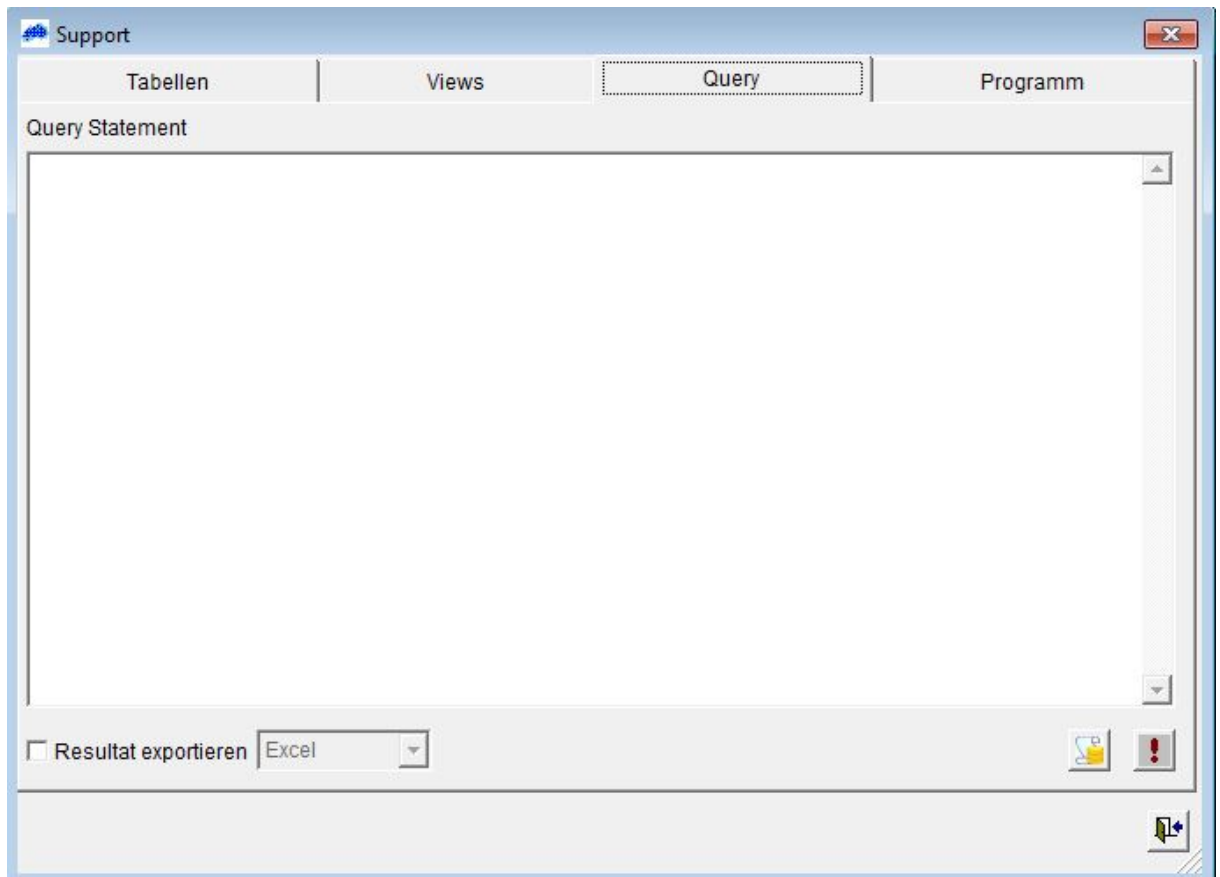 Support
Tabellen Views Query Programm
Query Statement
Resultat exportieren Excel